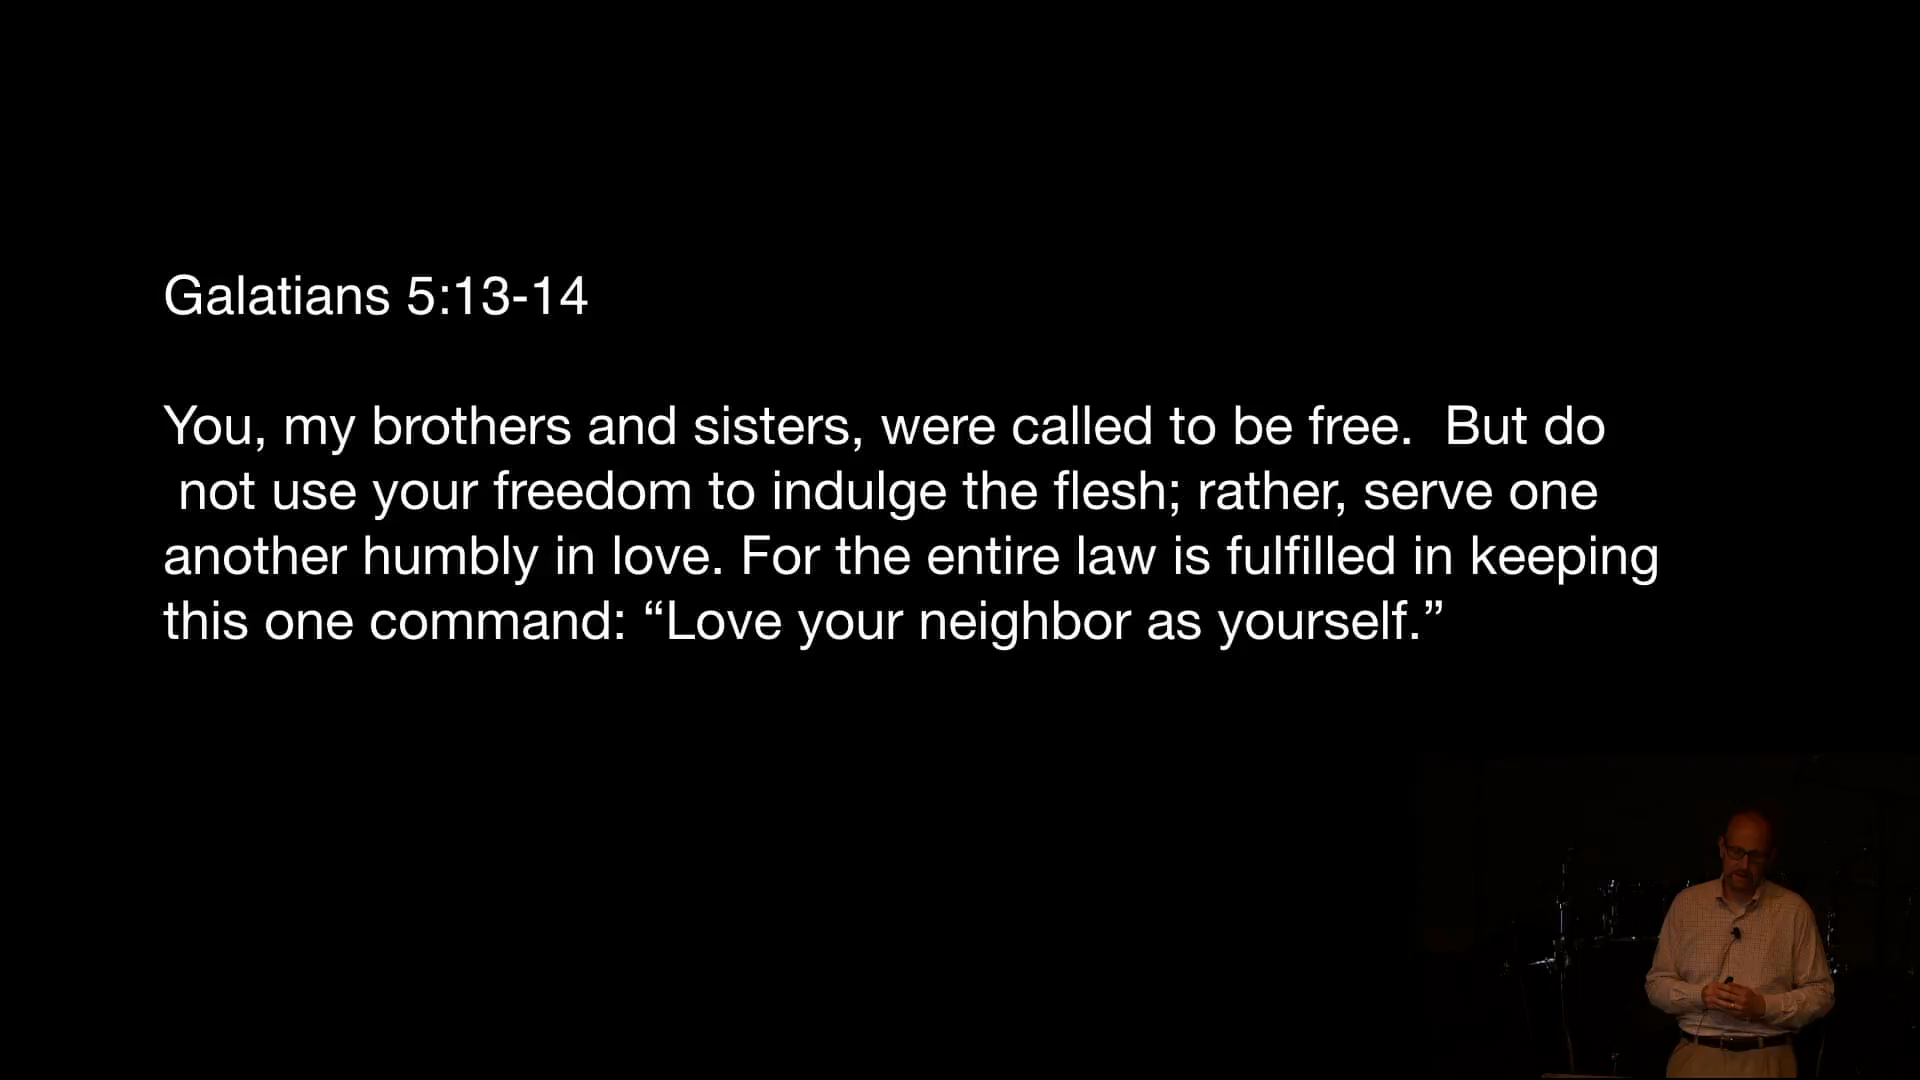 Galatians 5:13-14
You, my brothers and sisters, were called to be free.  But do
not use your freedom to indulge the flesh; rather, serve one
another humbly in love. For the entire law is fulfilled in keeping
this one command: “Love your neighbor as yourself.”